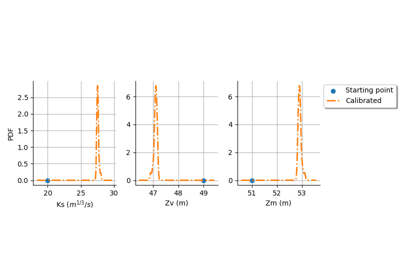 Starting point
Calibrated
PDF
2.5
2.0
1.5
1.0
0.5
0.0
20 25 30
Ks (m^{1/3}/s)
6
4
2
0
47 48 49
Zv (m)
6
4
2
0
51 52 53
Zm (m)